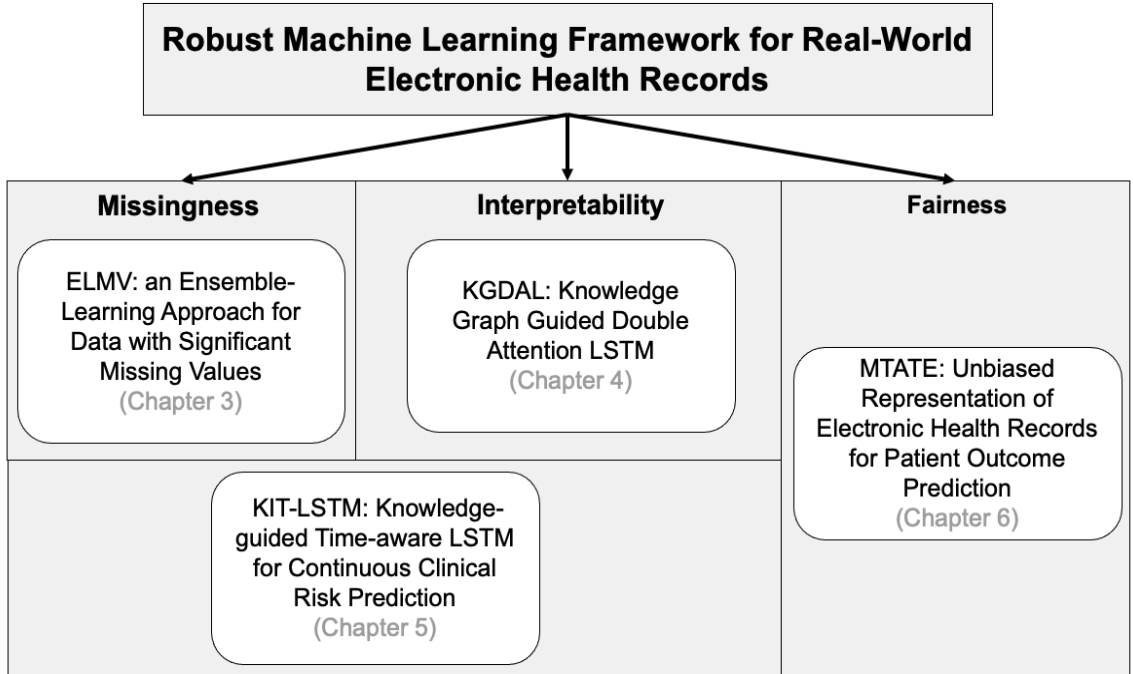 Robust Machine Learning Framework for Real-World
Electronic Health Records
Missingness
ELMV: an Ensemble-
Learning Approach for
Data with Significant
Missing Values
(Chapter 3)
Interpretability
KGDAL: Knowledge
Graph Guided Double
Attention LSTM
(Chapter 4)
KIT-LSTM: Knowledge-
guided Time-aware LSTM
for Continuous Clinical
Risk Prediction
(Chapter 5)
Fairness
MTATE: Unbiased
Representation of
Electronic Health Records
for Patient Outcome
Prediction
(Chapter 6)